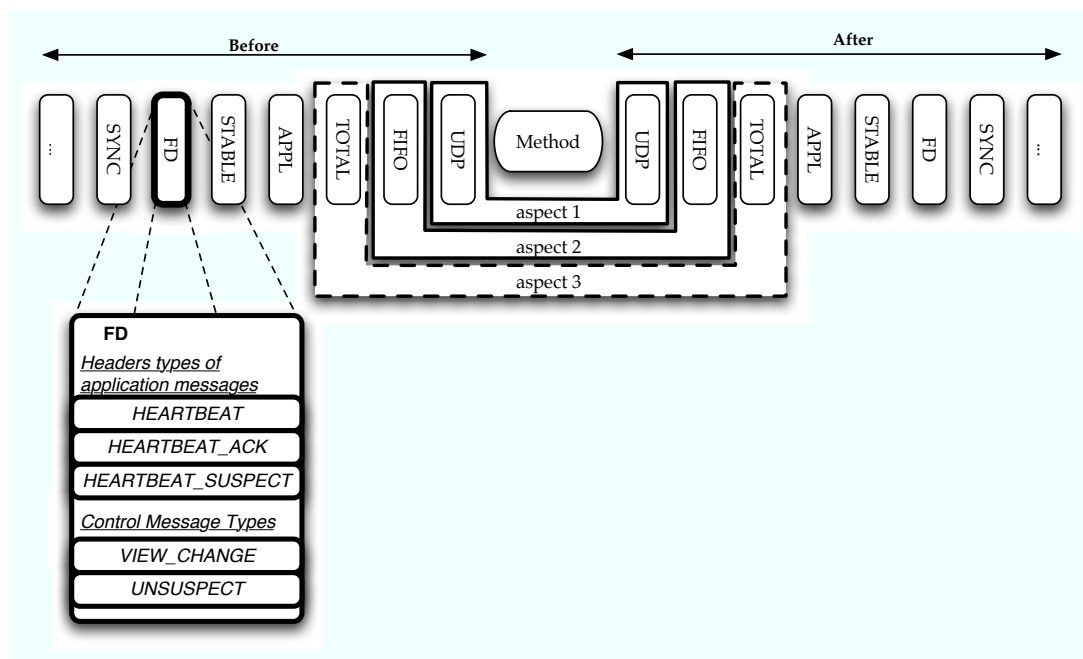 Before
After
...
SYNC
FD
STABLE
APPL
TOTAL
FIFO
UDP
Method
UDP
FIFO
TOTAL
APPL
STABLE
FD
SYNC
...
aspect 1
aspect 2
aspect 3
FD
Headers types of
application messages
HEARTBEAT
HEARTBEAT_ACK
HEARTBEAT_SUSPECT
Control Message Types
VIEW_CHANGE
UNSUSPECT